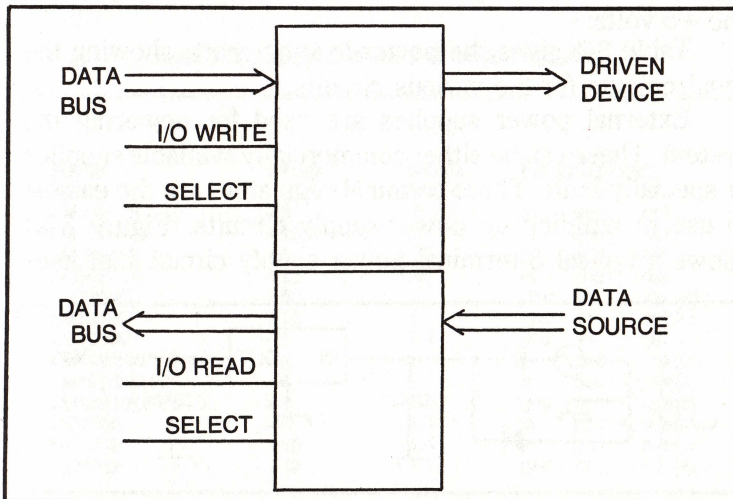 DATA
BUS
I/O WRITE
SELECT
DRIVEN
DEVICE
DATA
BUS
I/O READ
SELECT
DATA
SOURCE